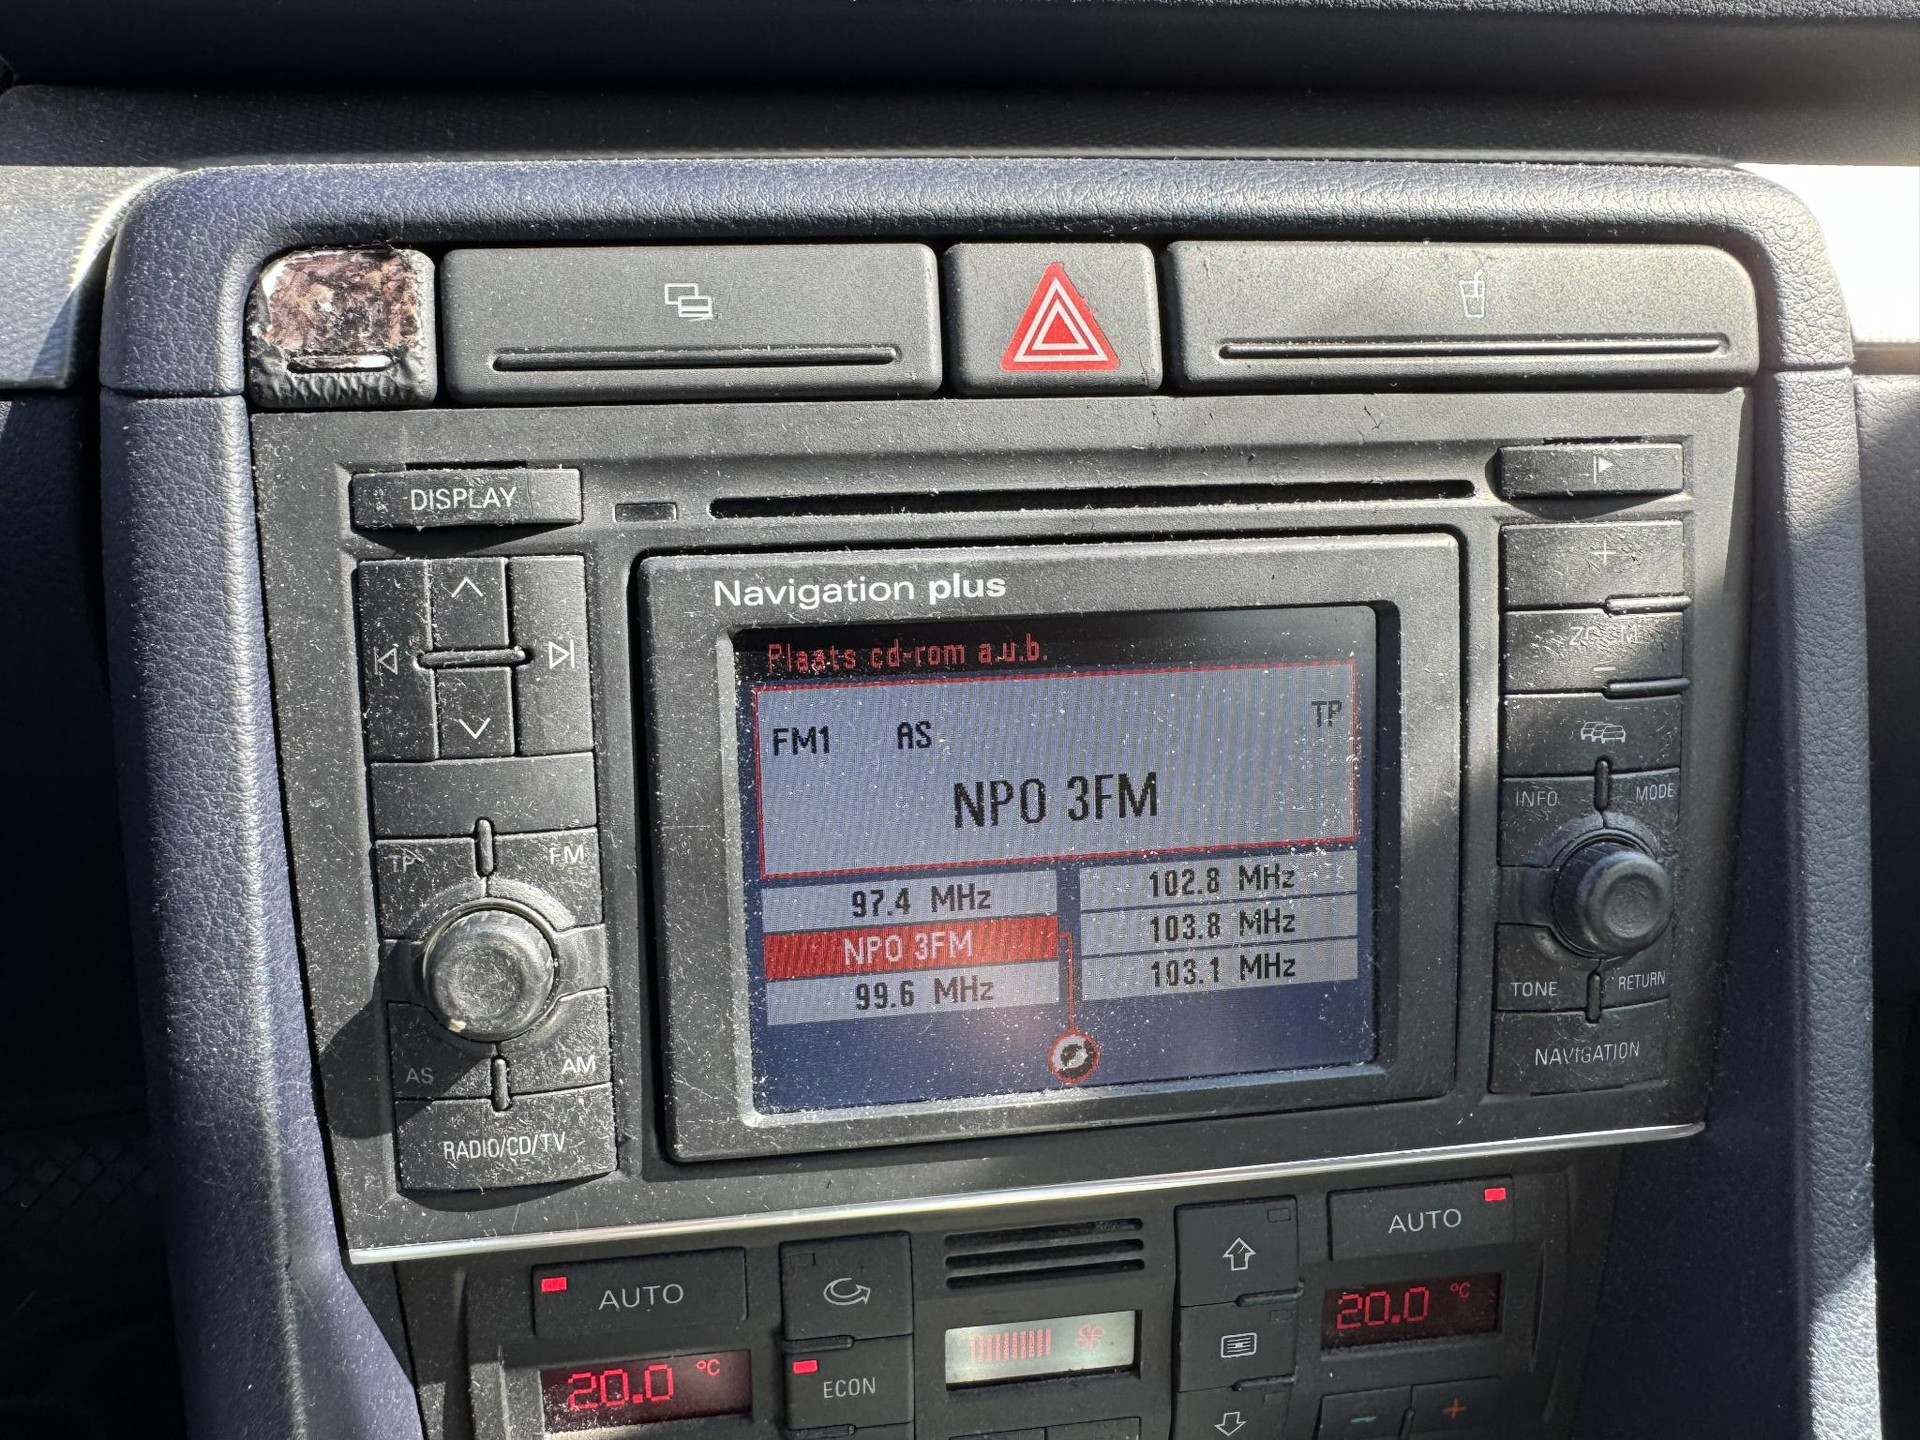 DISPLAY
Navigation plus
Plaats cd-rom a.u.b.
FM1 AS TP
NPO 3FM
97.4 MHz 102.8 MHz
NPO 3FM 103.8 MHz
99.6 MHz 103.1 MHz
TP FM
AS AM
RADIO/CD/TV
+
ZOOM
-
INFO MODE
TONE RETURN
NAVIGATION
AUTO
20.0 °C
ECON
AUTO
20.0 °C
- +